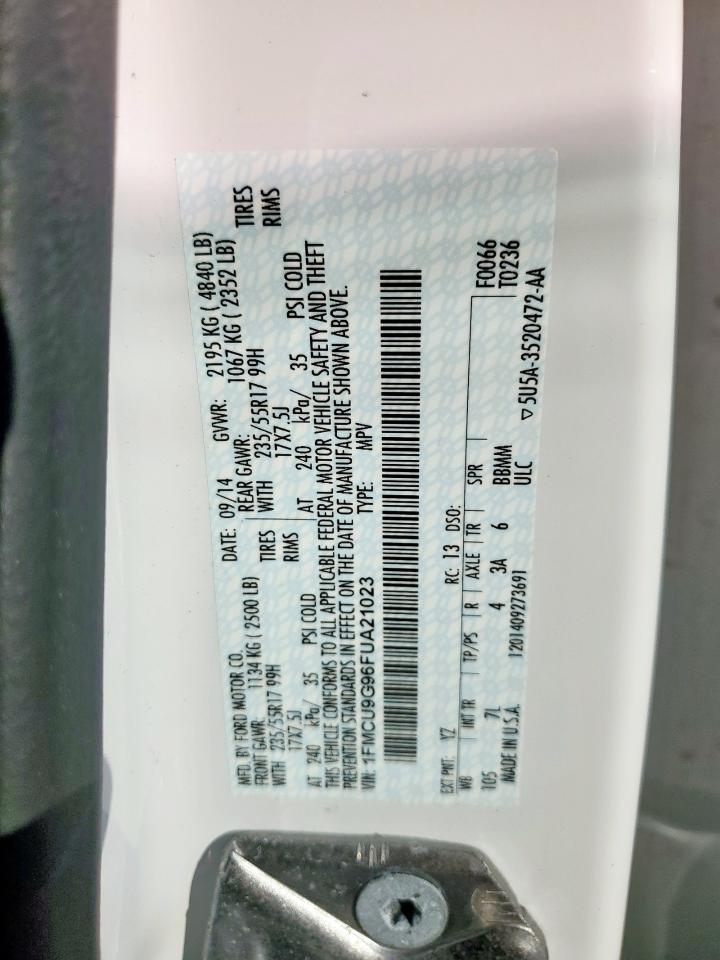 MFD. BY FORD MOTOR CO. DATE: 09/14 GVWR: 2195 KG ( 4840 LB)
FRONT GAWR: 1134 KG ( 2500 LB) REAR GAWR: 1067 KG ( 2352 LB)
WITH 235/55R17 99H TIRES WITH 235/55R17 99H TIRES
17X7.5J RIMS 17X7.5J RIMS
AT 240 kPa/ 35 PSI COLD AT 240 kPa/ 35 PSI COLD
THIS VEHICLE CONFORMS TO ALL APPLICABLE FEDERAL MOTOR VEHICLE SAFETY AND THEFT
PREVENTION STANDARDS IN EFFECT ON THE DATE OF MANUFACTURE SHOWN ABOVE.
VIN: 1FMCU9G96FUA21023 TYPE: MPV
EXT PNT: YZ RC: 13 DSO:
WB INT TR TP/PS R AXLE TR SPR F0066
105 7L 4 3A 6 BBMM T0236
MADE IN U.S.A. 1201409273691 ULC ▽5U5A-3520472-AA